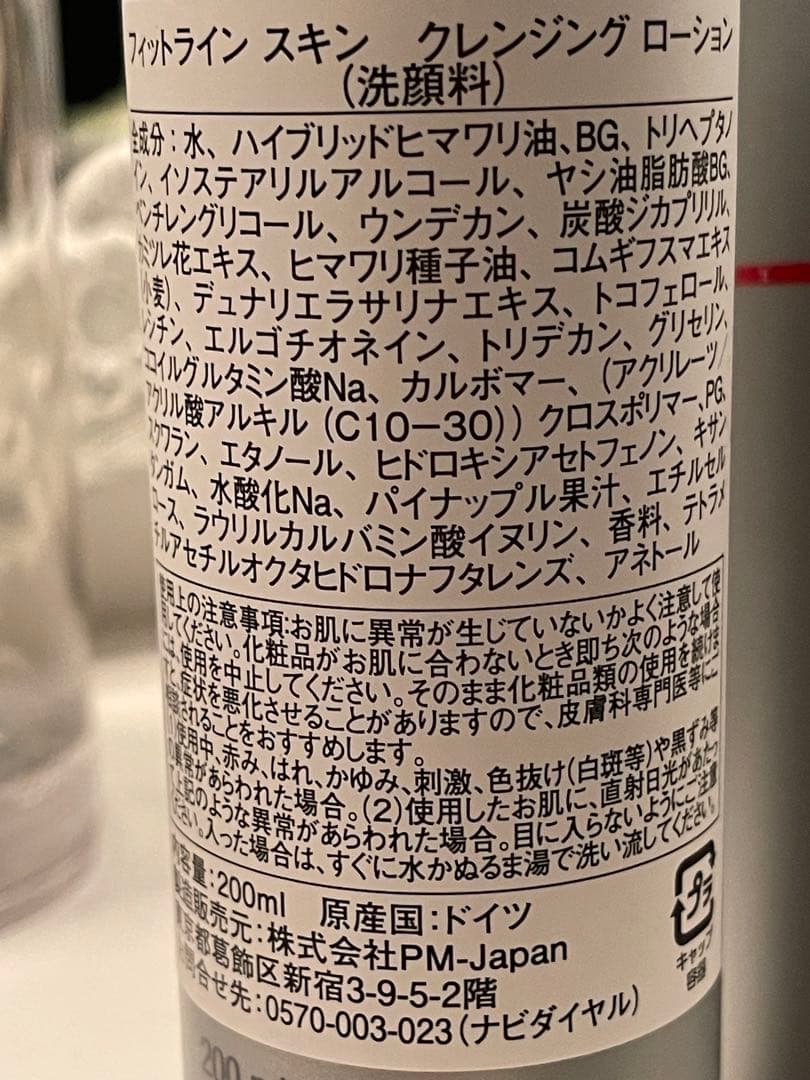 フィットライン スキン クレンジング ローション
(洗顔料)
全成分:水、ハイブリッドヒマワリ油、BG、トリヘプタノ
イン、イソステアリルアルコール、ヤシ油脂肪酸BG、
ペンチレングリコール、ウンデカン、炭酸ジカプリリル、
カミツレ花エキス、ヒマワリ種子油、コムギフスマエキス
(小麦)、デュナリエラサリナエキス、トコフェロール、
レシチン、エルゴチオネイン、トリデカン、グリセリン、
ココイルグルタミン酸Na、カルボマー、(アクリレーツ/
アクリル酸アルキル(C10-30))クロスポリマー、PG、
スクワラン、エタノール、ヒドロキシアセトフェノン、キサン
タンガム、水酸化Na、パイナップル果汁、エチルセル
ロース、ラウリルカルバミン酸イヌリン、香料、テトラメ
チルアセチルオクタヒドロナフタレンズ、アネトール
使用上の注意事項:お肌に異常が生じていないかよく注意して使
用してください。化粧品がお肌に合わないとき即ち次のような場合
には、使用を中止してください。そのまま化粧品類の使用を続けま
すと、症状を悪化させることがありますので、皮膚科専門医等にご
相談されることをおすすめします。
使用中、赤み、はれ、かゆみ、刺激、色抜け(白斑等)や黒ずみ等
の異常があらわれた場合。(2)使用したお肌に、直射日光があたっ
て上記のような異常があらわれた場合。目に入らないようにご注意
ください。入った場合は、すぐに水かぬるま湯で洗い流してください。
内容量:200ml 原産国:ドイツ
製造販売元:株式会社PM-Japan
東京都葛飾区新宿3-9-5-2階
お問合せ先:0570-003-023(ナビダイヤル)
プラ
キャップ
容器
200